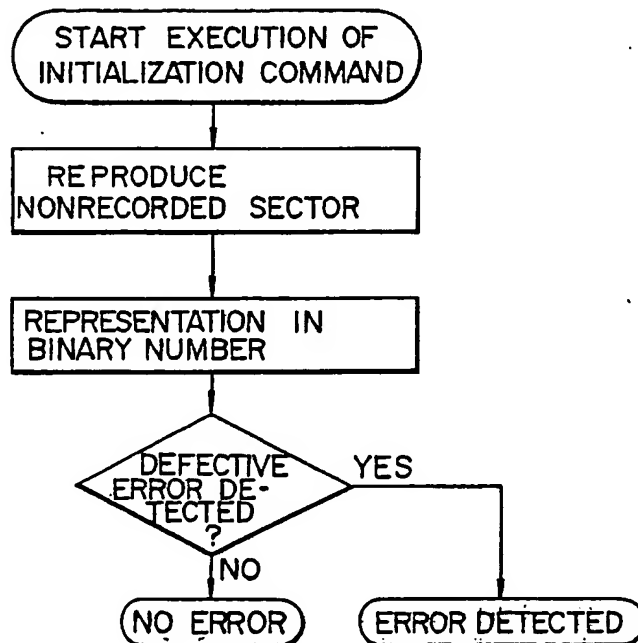 START EXECUTION OF
INITIALIZATION COMMAND
REPRODUCE
NONRECORDED SECTOR
REPRESENTATION IN
BINARY NUMBER
DEFECTIVE
ERROR DE-
TECTED
?
YES
NO
NO ERROR
ERROR DETECTED